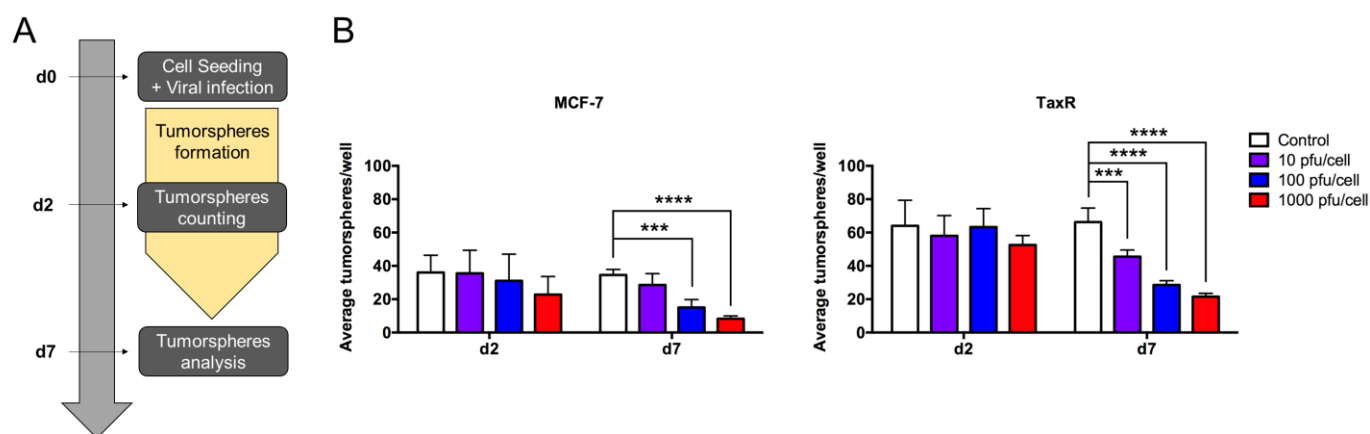 A
d0
Cell Seeding
+ Viral infection
Tumorspheres
formation
d2
Tumorspheres
counting
d7
Tumorspheres
analysis
B
MCF-7
Average tumorspheres/well
100
80
60
40
20
0
***
****
d2
d7
TaxR
Average tumorspheres/well
100
80
60
40
20
0
****
****
***
d2
d7
Control
10 pfu/cell
100 pfu/cell
1000 pfu/cell